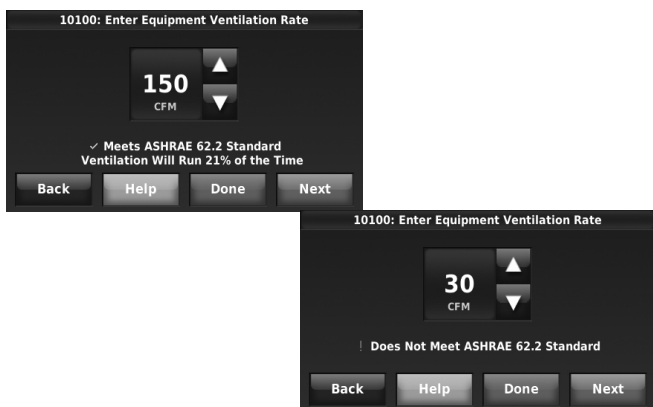 10100: Enter Equipment Ventilation Rate
150
CFM
✓ Meets ASHRAE 62.2 Standard
Ventilation Will Run 21% of the Time
Back Help Done Next
10100: Enter Equipment Ventilation Rate
30
CFM
! Does Not Meet ASHRAE 62.2 Standard
Back Help Done Next